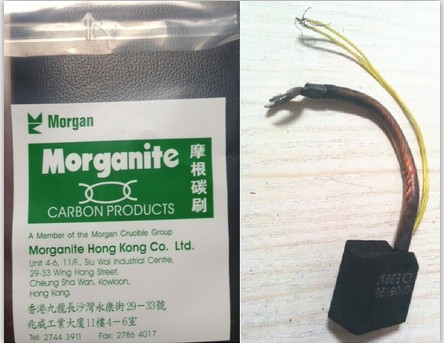 Morgan
Morganite
CARBON PRODUCTS
摩根碳刷
A Member of the Morgan Crucible Group
Morganite Hong Kong Co. Ltd.
Unit 4-6, 11/F., Siu Wai Industrial Centre,
29-33 Wing Hong Street,
Cheung Sha Wan, Kowloon,
Hong Kong.
香港九龍長沙灣永康街29－33號
兆威工業大廈11樓4－6室
Tel: 2744 3911 Fax: 2786 4017